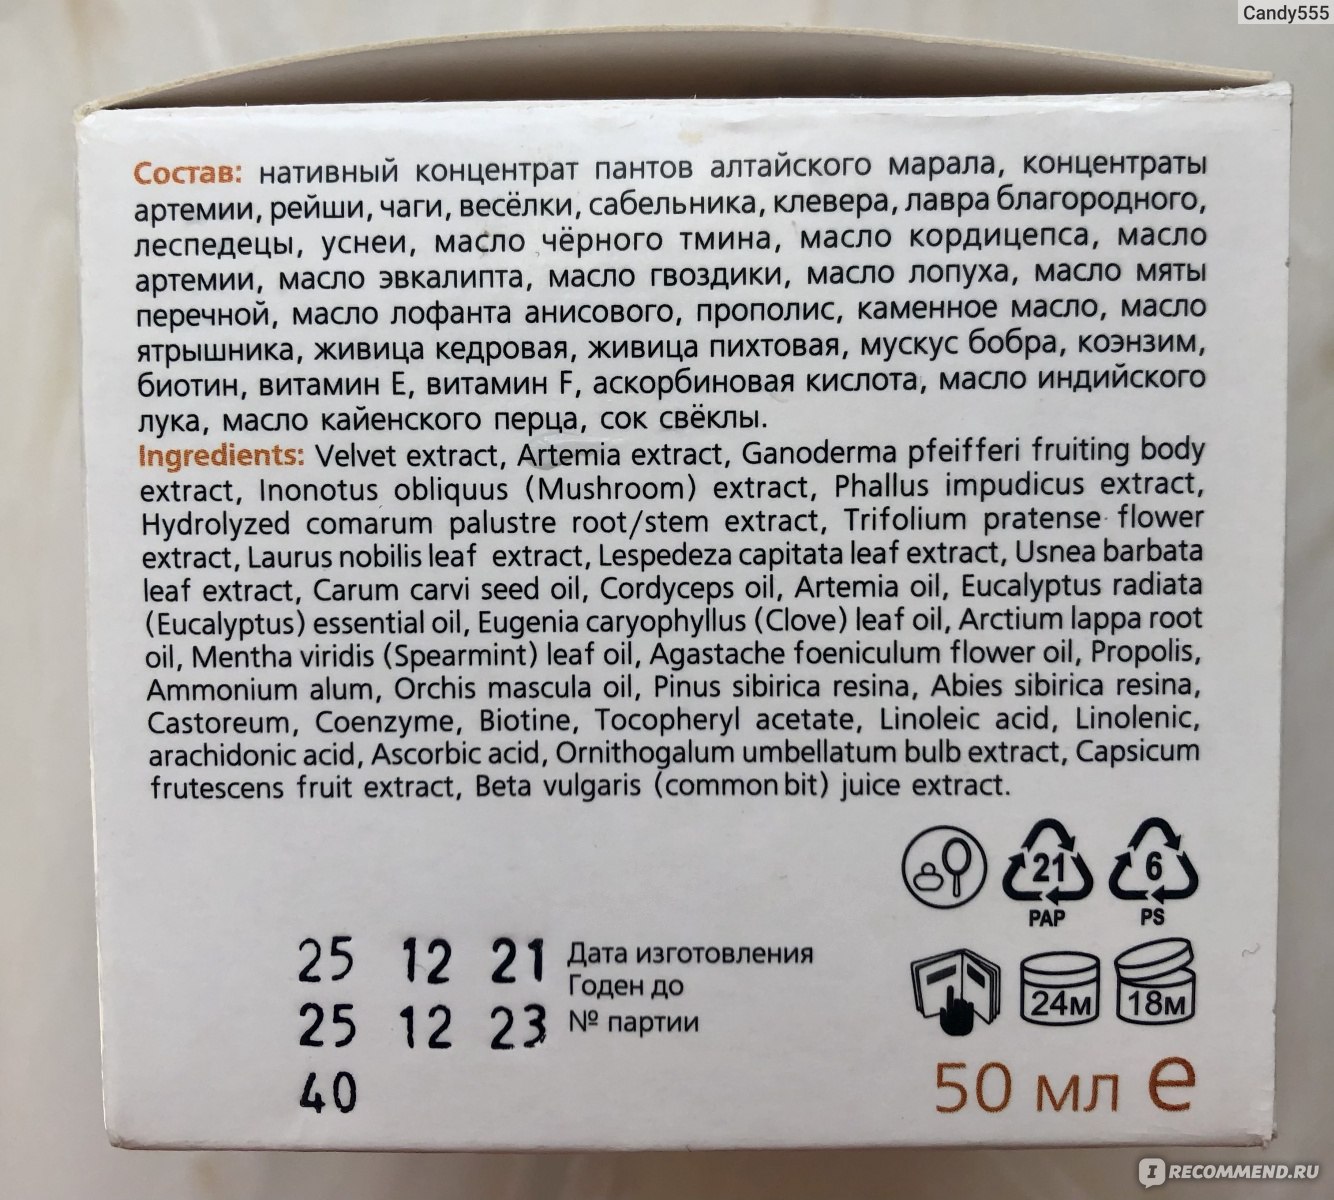 Candy555
Состав: нативный концентрат пантов алтайского марала, концентраты
артемии, рейши, чаги, весёлки, сабельника, клевера, лавра благородного,
леспедецы, уснеи, масло чёрного тмина, масло кордицепса, масло
артемии, масло эвкалипта, масло гвоздики, масло лопуха, масло мяты
перечной, масло лофанта анисового, прополис, каменное масло, масло
ятрышника, живица кедровая, живица пихтовая, мускус бобра, коэнзим,
биотин, витамин Е, витамин F, аскорбиновая кислота, масло индийского
лука, масло кайенского перца, сок свёклы.
Ingredients: Velvet extract, Artemia extract, Ganoderma pfeifferi fruiting body
extract, Inonotus obliquus (Mushroom) extract, Phallus impudicus extract,
Hydrolyzed comarum palustre root/stem extract, Trifolium pratense flower
extract, Laurus nobilis leaf extract, Lespedeza capitata leaf extract, Usnea barbata
leaf extract, Carum carvi seed oil, Cordyceps oil, Artemia oil, Eucalyptus radiata
(Eucalyptus) essential oil, Eugenia caryophyllus (Clove) leaf oil, Arctium lappa root
oil, Mentha viridis (Spearmint) leaf oil, Agastache foeniculum flower oil, Propolis,
Ammonium alum, Orchis mascula oil, Pinus sibirica resina, Abies sibirica resina,
Castoreum, Coenzyme, Biotine, Tocopheryl acetate, Linoleic acid, Linolenic,
arachidonic acid, Ascorbic acid, Ornithogalum umbellatum bulb extract, Capsicum
frutescens fruit extract, Beta vulgaris (common bit) juice extract.
21 6
PAP PS
25 12 21 Дата изготовления
Годен до
25 12 23 № партии
40
24м 18м
50 мл e
IRECOMMEND.RU